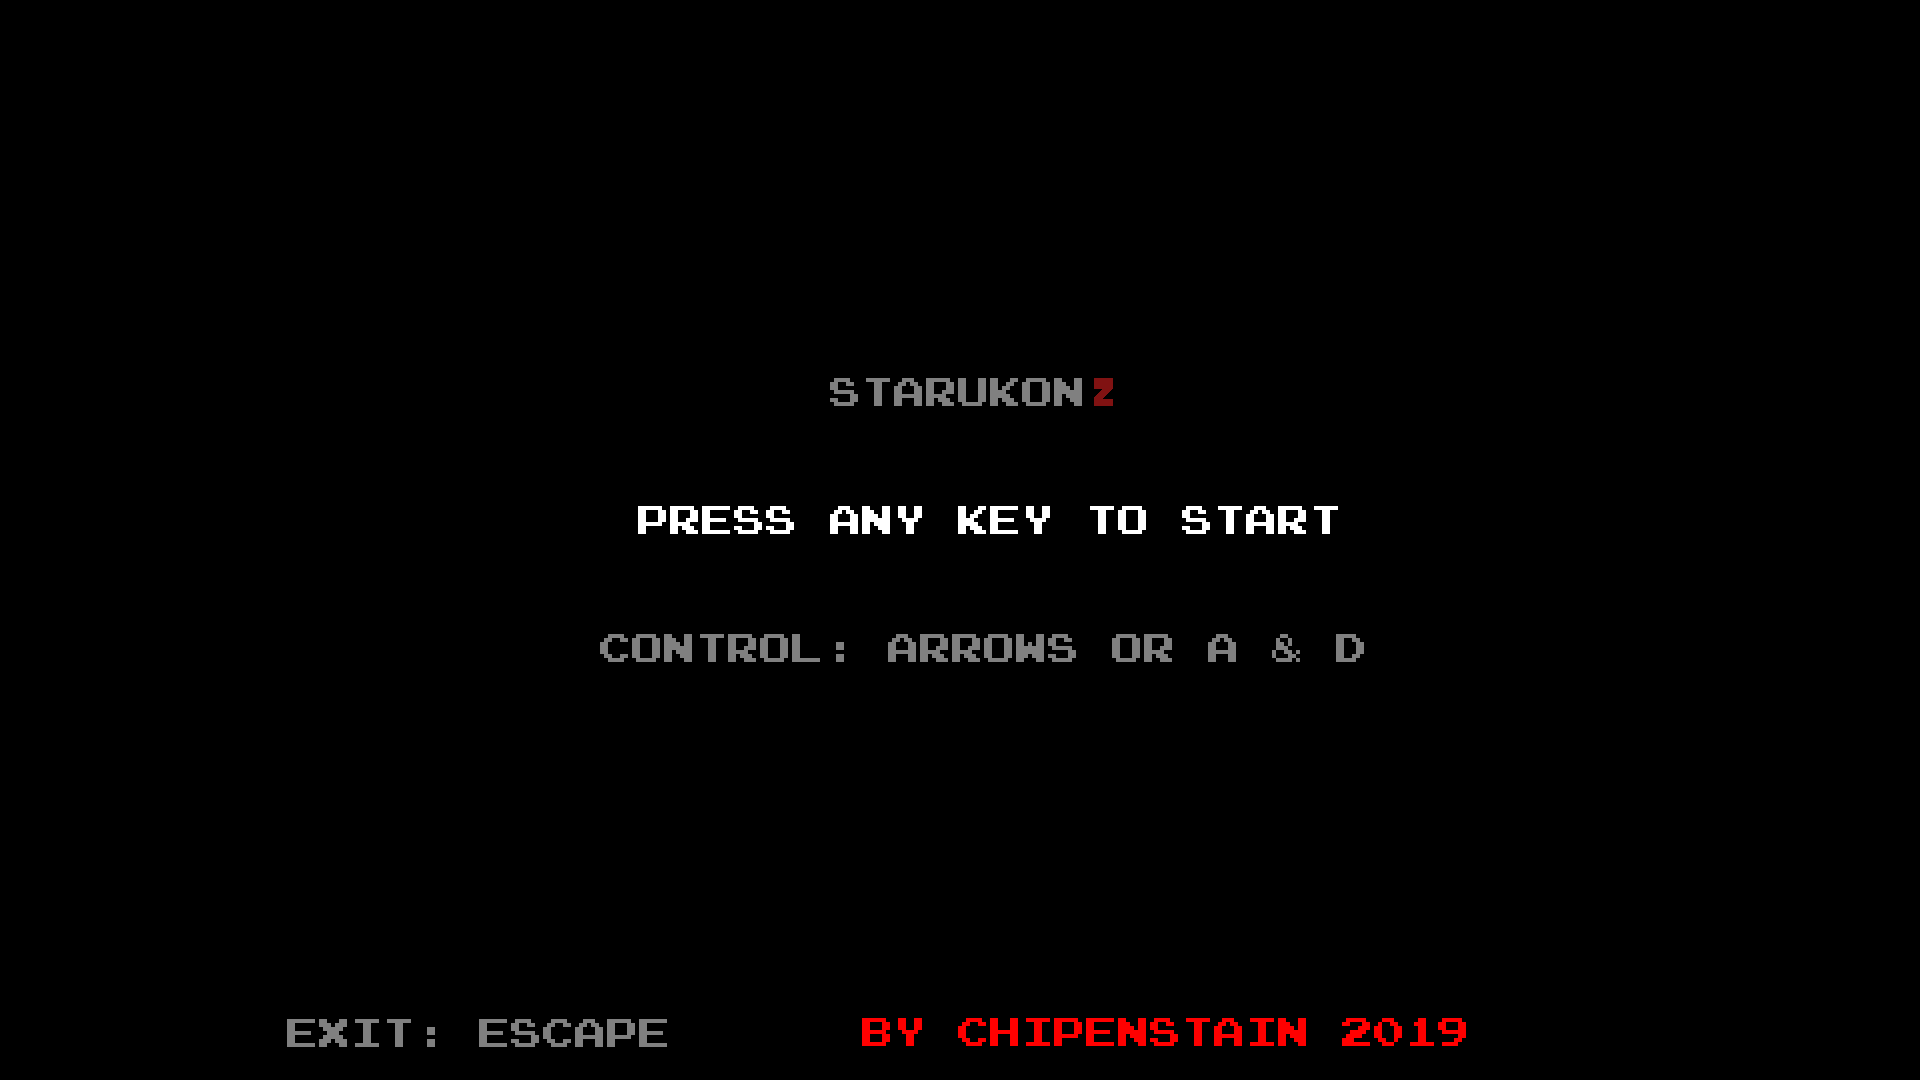 STARUKONZ
PRESS ANY KEY TO START
CONTROL: ARROWS OR A & D
EXIT: ESCAPE
BY CHIPENSTAIN 2019